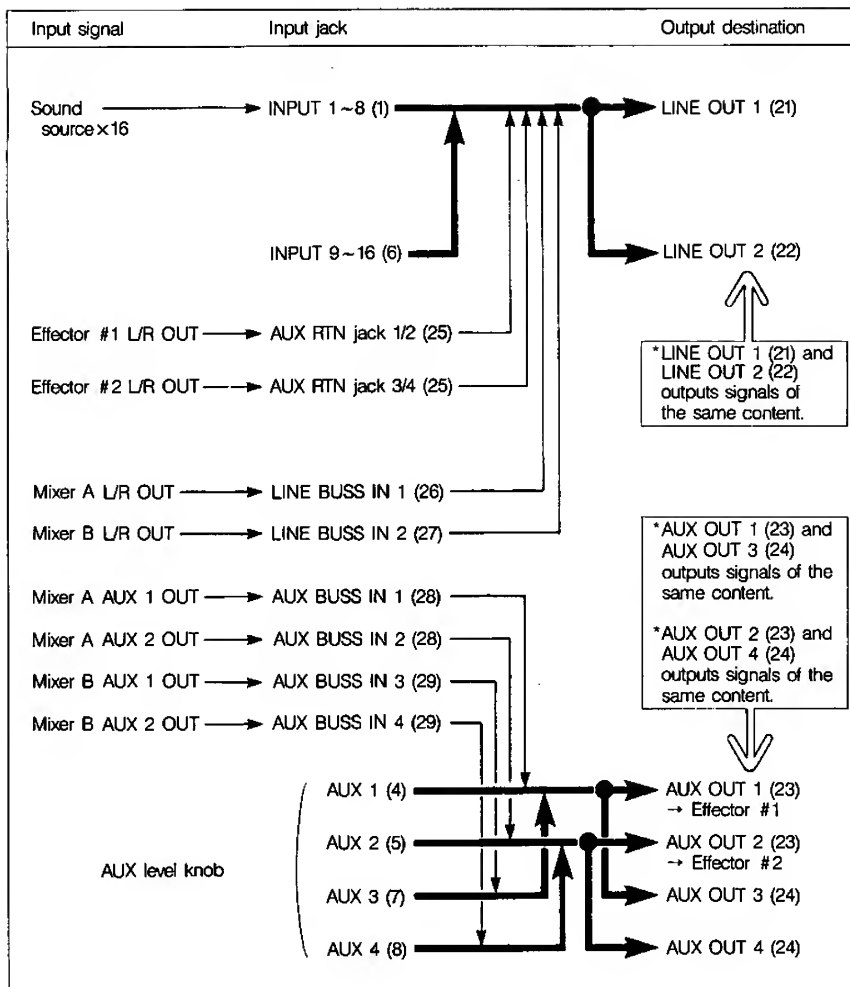 Input signal Input jack Output destination
Sound source×16 INPUT 1~8 (1) LINE OUT 1 (21)
INPUT 9~16 (6) LINE OUT 2 (22)
Effector #1 L/R OUT AUX RTN jack 1/2 (25)
Effector #2 L/R OUT AUX RTN jack 3/4 (25)
*LINE OUT 1 (21) and
LINE OUT 2 (22)
outputs signals of
the same content.
Mixer A L/R OUT LINE BUSS IN 1 (26)
Mixer B L/R OUT LINE BUSS IN 2 (27)
Mixer A AUX 1 OUT AUX BUSS IN 1 (28)
Mixer A AUX 2 OUT AUX BUSS IN 2 (28)
Mixer B AUX 1 OUT AUX BUSS IN 3 (29)
Mixer B AUX 2 OUT AUX BUSS IN 4 (29)
*AUX OUT 1 (23) and
AUX OUT 3 (24)
outputs signals of the
same content.
*AUX OUT 2 (23) and
AUX OUT 4 (24)
outputs signals of the
same content.
AUX level knob
AUX 1 (4) AUX OUT 1 (23)
→ Effector #1
AUX 2 (5) AUX OUT 2 (23)
→ Effector #2
AUX 3 (7) AUX OUT 3 (24)
AUX 4 (8) AUX OUT 4 (24)